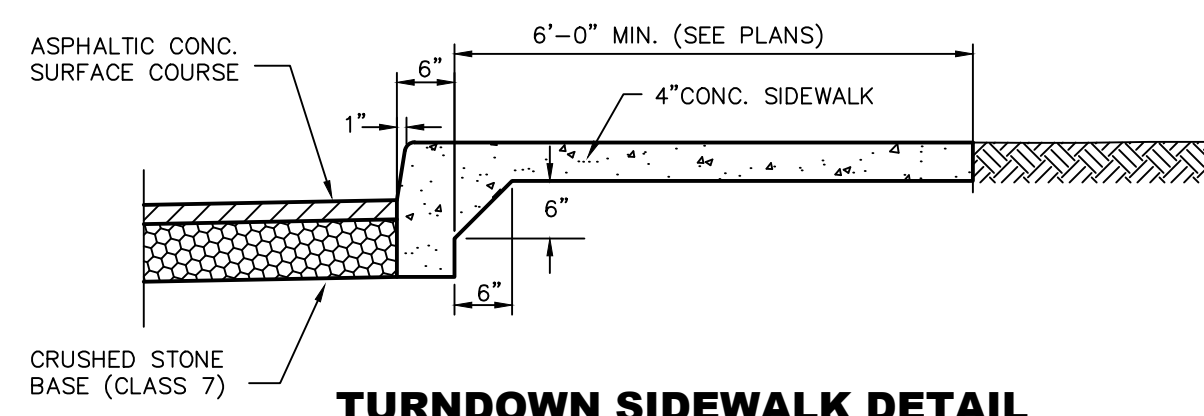 ASPHALTIC CONC.
SURFACE COURSE
6'-0" MIN. (SEE PLANS)
6"
4"CONC. SIDEWALK
1"
6"
6"
CRUSHED STONE
BASE (CLASS 7)
TURNDOWN SIDEWALK DETAIL